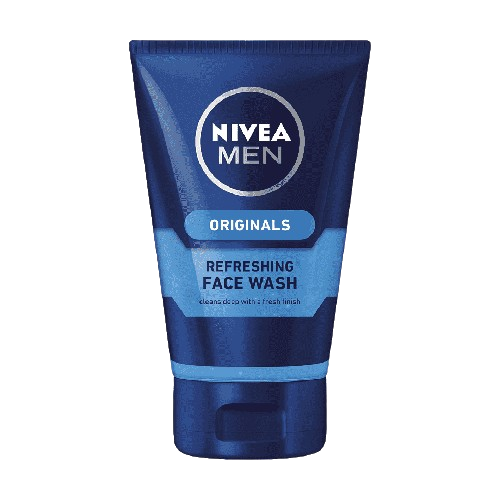 NIVEA
MEN
ORIGINALS
REFRESHING
FACE WASH
cleans deep with a fresh finish